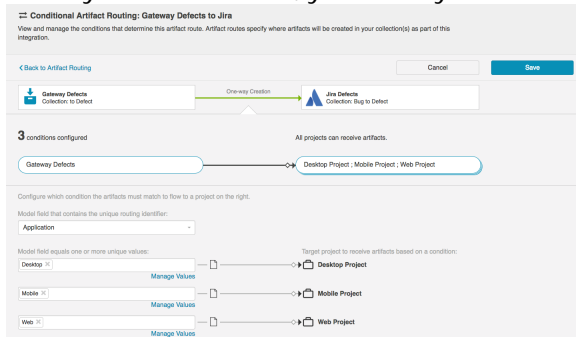 Conditional Artifact Routing: Gateway Defects to Jira
View and manage the conditions that determine this artifact route. Artifact routes specify where artifacts will be created in your collection(s) as part of this
integration.
Back to Artifact Routing
Cancel
Save
Gateway Defects
Collection: to Defect
One-way Creation
Jira Defects
Collection: Bug to Defect
3 conditions configured
All projects can receive artifacts.
Gateway Defects
Desktop Project ; Mobile Project ; Web Project
Configure which condition the artifacts must match to flow to a project on the right.
Model field that contains the unique routing identifier:
Application
Model field equals one or more unique values:
Target project to receive artifacts based on a condition:
Desktop
Desktop Project
Manage Values
Mobile
Mobile Project
Manage Values
Web
Web Project
Manage Values